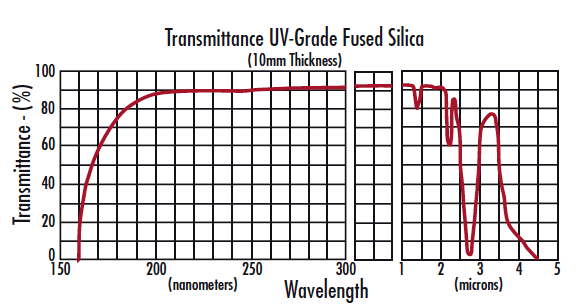 Transmittance UV-Grade Fused Silica
(10mm Thickness)
Transmittance - (%)
100
80
60
40
20
0
150 200 250 300 1 2 3 4 5
(nanometers) (microns)
Wavelength